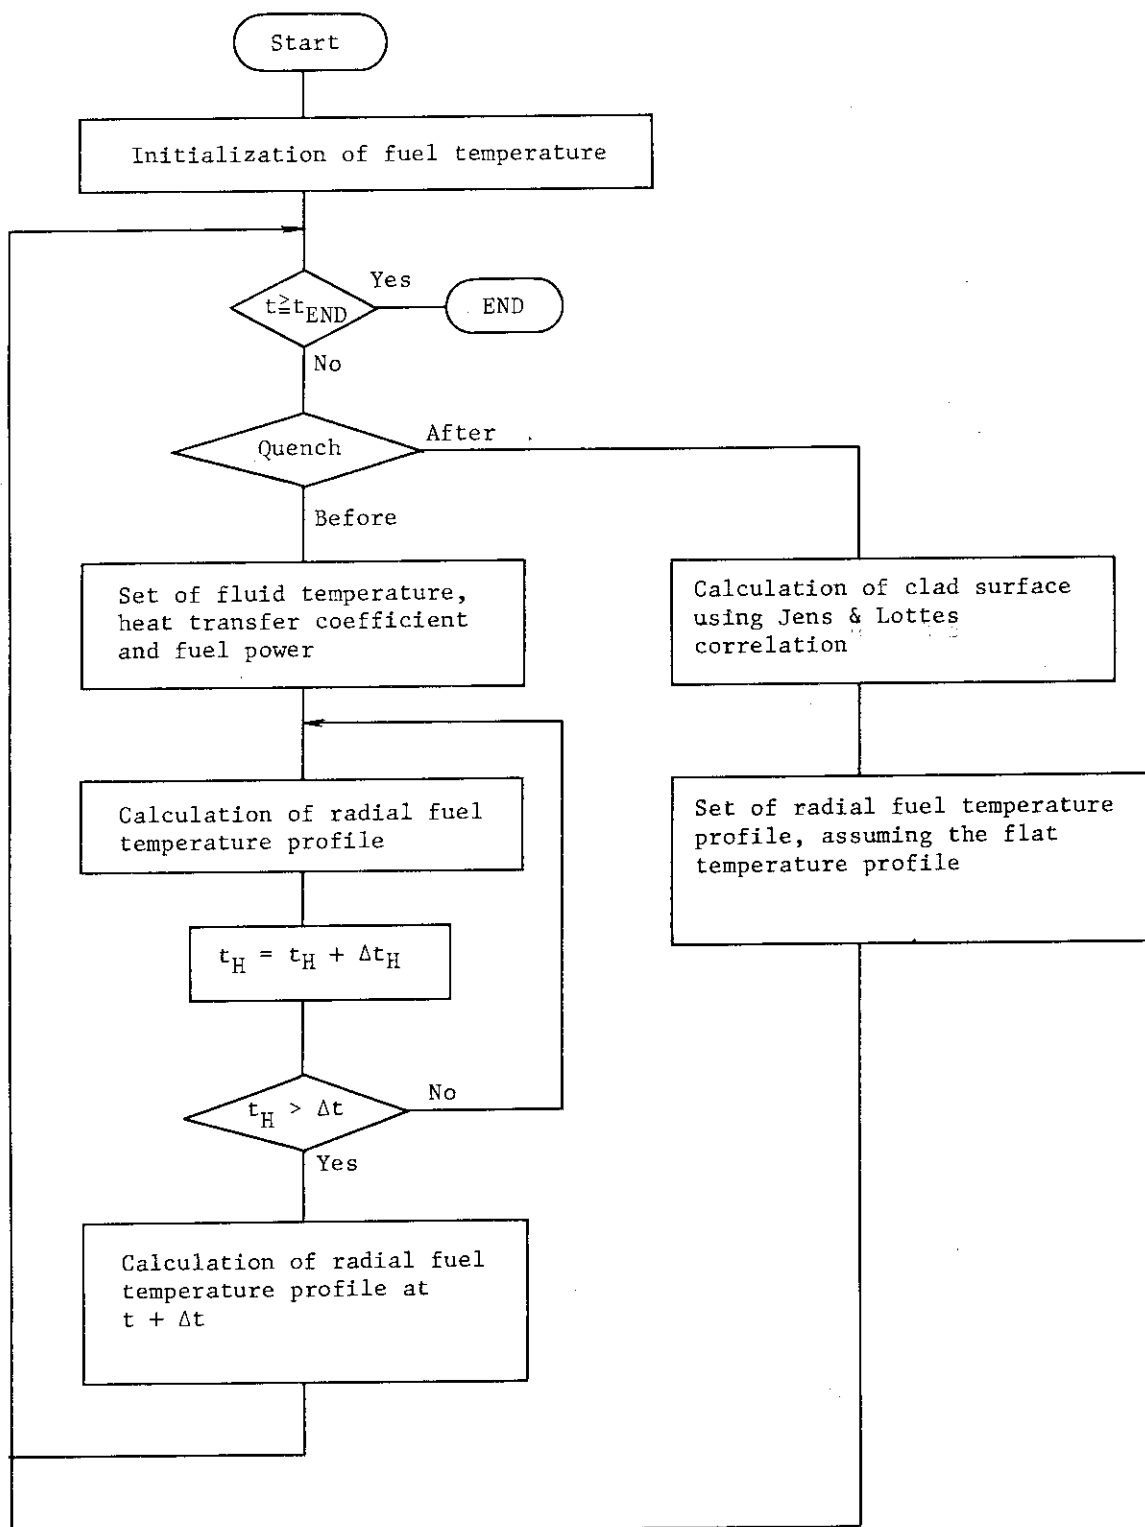 Start
Initialization of fuel temperature
t≧tEND
Yes
END
No
Quench
After
Before
Set of fluid temperature,
heat transfer coefficient
and fuel power
Calculation of clad surface
using Jens & Lottes
correlation
Calculation of radial fuel
temperature profile
Set of radial fuel temperature
profile, assuming the flat
temperature profile
tH = tH + ΔtH
tH > Δt
No
Yes
Calculation of radial fuel
temperature profile at
t + Δt